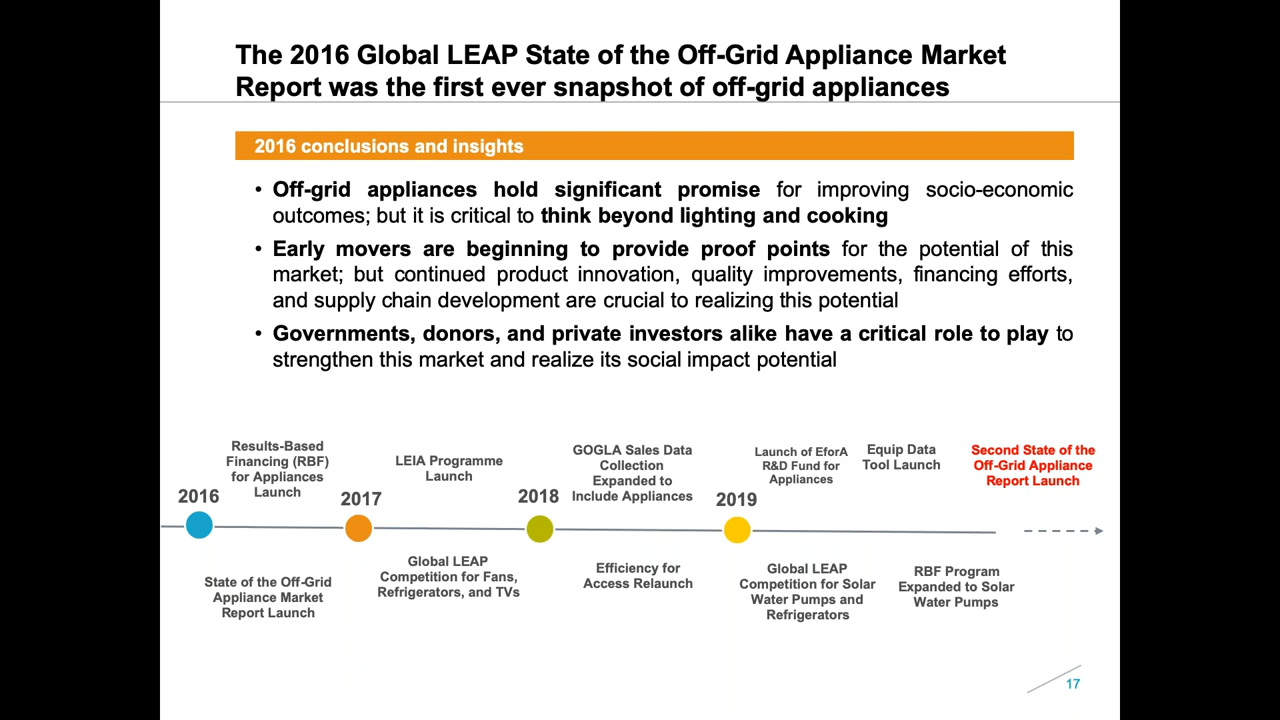 The 2016 Global LEAP State of the Off-Grid Appliance Market
Report was the first ever snapshot of off-grid appliances
2016 conclusions and insights
• Off-grid appliances hold significant promise for improving socio-economic
outcomes; but it is critical to think beyond lighting and cooking
• Early movers are beginning to provide proof points for the potential of this
market; but continued product innovation, quality improvements, financing efforts,
and supply chain development are crucial to realizing this potential
• Governments, donors, and private investors alike have a critical role to play to
strengthen this market and realize its social impact potential
2016
Results-Based
Financing (RBF)
for Appliances
Launch
2017
LEIA Programme
Launch
2018
GOGLA Sales Data
Collection
Expanded to
Include Appliances
2019
Launch of EforA
R&D Fund for
Appliances
Equip Data
Tool Launch
Second State of the
Off-Grid Appliance
Report Launch
State of the Off-Grid
Appliance Market
Report Launch
Global LEAP
Competition for Fans,
Refrigerators, and TVs
Efficiency for
Access Relaunch
Global LEAP
Competition for Solar
Water Pumps and
Refrigerators
RBF Program
Expanded to Solar
Water Pumps
17